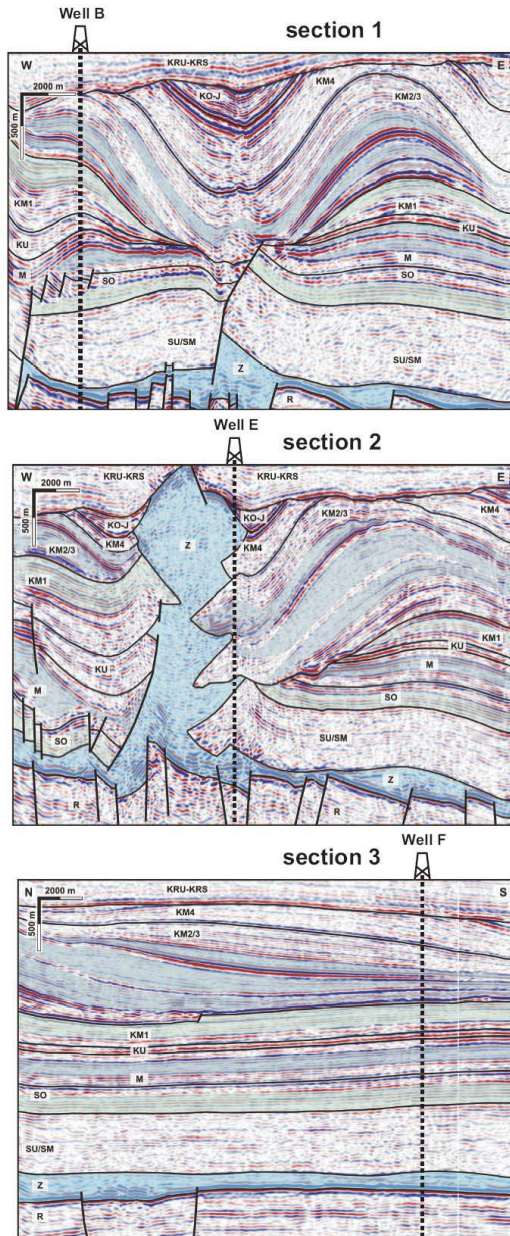 Well B
section 1
W
KRU-KRS
E
2000 m
500 m
KO-J
KM4
KM2/3
KM1
KM1
KU
KU
M
M
SO
SO
SU/SM
SU/SM
Z
R
Well E
section 2
W
KRU-KRS
KRU-KRS
E
2000 m
500 m
KO-J
KM2/3
KM4
Z
KO-J
KM4
KM4
KM2/3
KM1
KM1
KU
KU
M
M
SO
SO
SU/SM
Z
R
R
Well F
section 3
N
2000 m
KRU-KRS
S
500 m
KM4
KM2/3
KM1
KU
M
SO
SU/SM
Z
R